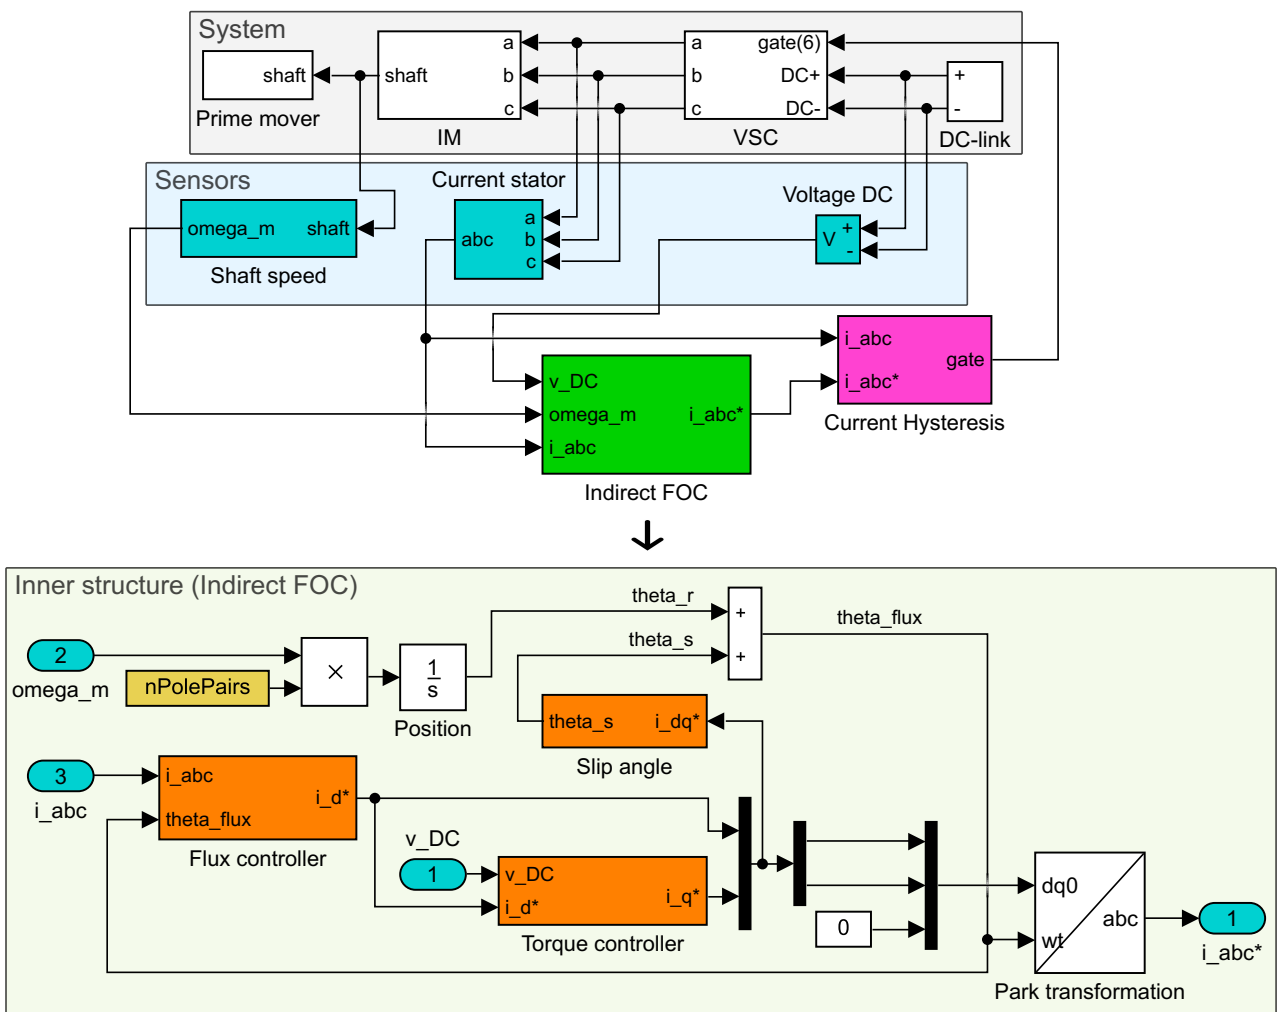 System
shaft
Prime mover
shaft
a
b
c
IM
a
b
c
gate(6)
DC+
DC-
VSC
+
-
DC-link
Sensors
omega_m
shaft
Shaft speed
Current stator
abc
a
b
c
Voltage DC
V
+
-
v_DC
omega_m
i_abc
i_abc*
Indirect FOC
i_abc
i_abc*
gate
Current Hysteresis
Inner structure (Indirect FOC)
2
omega_m
nPolePairs
×
1
s
Position
theta_r
theta_s
+
+
theta_flux
theta_s
i_dq*
Slip angle
3
i_abc
i_abc
theta_flux
i_d*
Flux controller
v_DC
1
v_DC
i_d*
i_q*
Torque controller
0
dq0
wt
abc
Park transformation
1
i_abc*